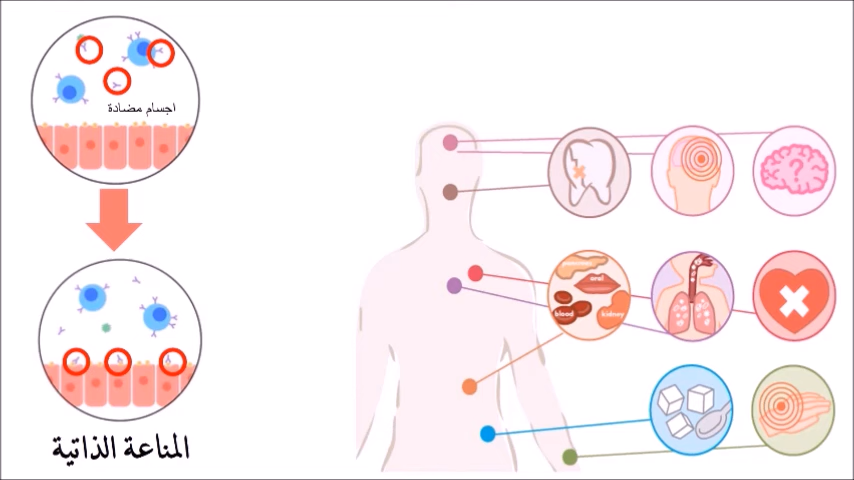 اجسام مضادة
المناعة الذاتية
oral
blood
kidney